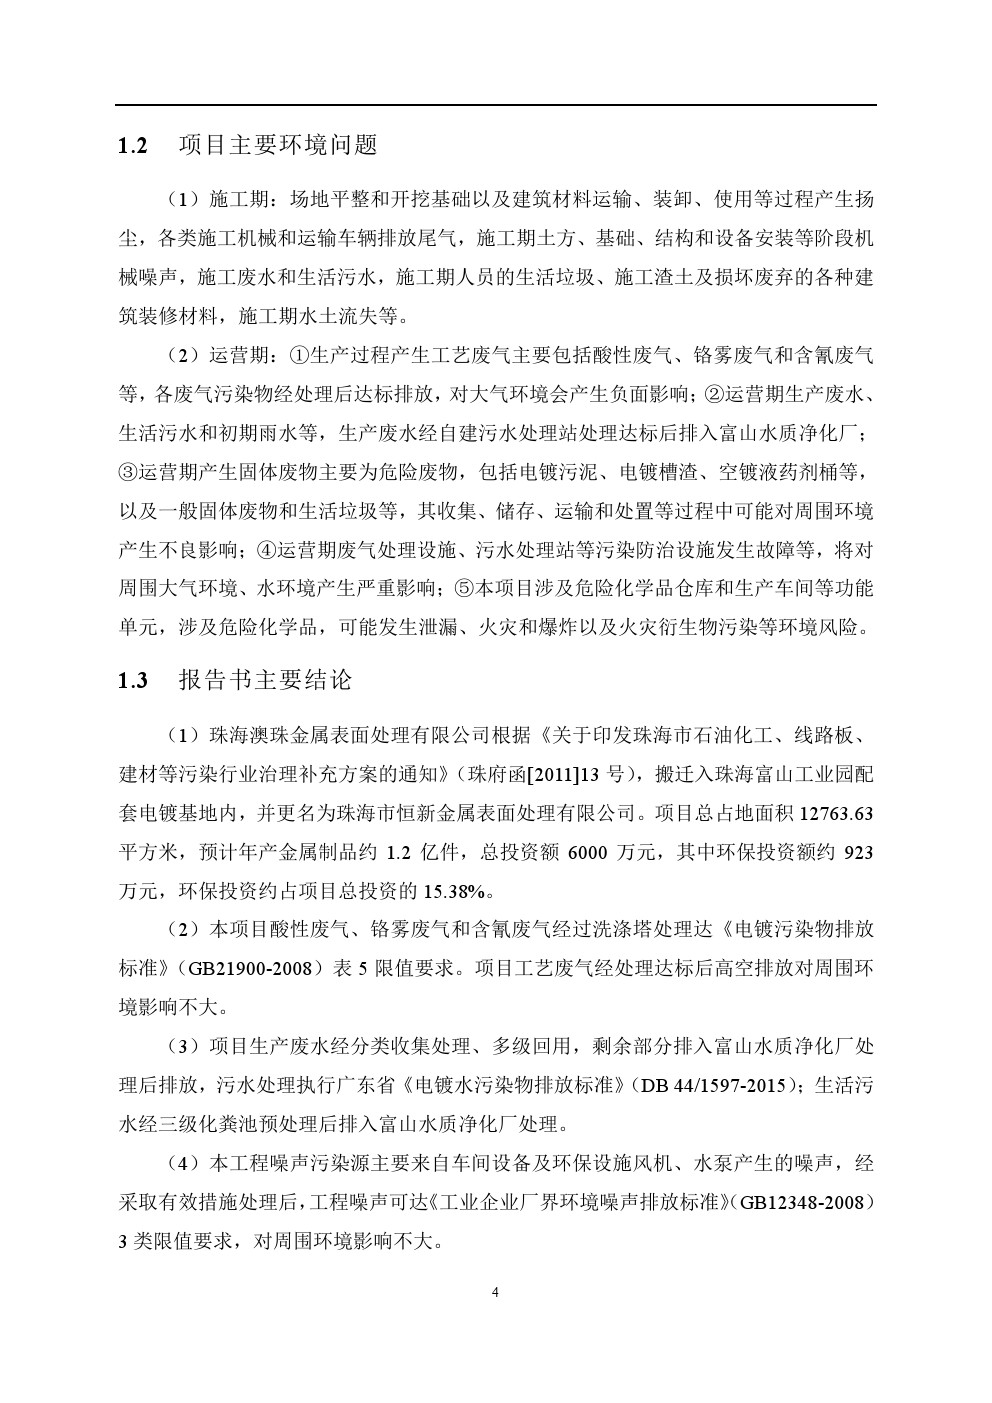 1.2 项目主要环境问题
（1）施工期：场地平整和开挖基础以及建筑材料运输、装卸、使用等过程产生扬
尘，各类施工机械和运输车辆排放尾气，施工期土方、基础、结构和设备安装等阶段机
械噪声，施工废水和生活污水，施工期人员的生活垃圾、施工渣土及损坏废弃的各种建
筑装修材料，施工期水土流失等。
（2）运营期：①生产过程产生工艺废气主要包括酸性废气、铬雾废气和含氰废气
等，各废气污染物经处理后达标排放，对大气环境会产生负面影响；②运营期生产废水、
生活污水和初期雨水等，生产废水经自建污水处理站处理达标后排入富山水质净化厂；
③运营期产生固体废物主要为危险废物，包括电镀污泥、电镀槽渣、空镀液药剂桶等，
以及一般固体废物和生活垃圾等，其收集、储存、运输和处置等过程中可能对周围环境
产生不良影响；④运营期废气处理设施、污水处理站等污染防治设施发生故障等，将对
周围大气环境、水环境产生严重影响；⑤本项目涉及危险化学品仓库和生产车间等功能
单元，涉及危险化学品，可能发生泄漏、火灾和爆炸以及火灾衍生物污染等环境风险。
1.3 报告书主要结论
（1）珠海澳珠金属表面处理有限公司根据《关于印发珠海市石油化工、线路板、
建材等污染行业治理补充方案的通知》（珠府函[2011]13 号），搬迁入珠海富山工业园配
套电镀基地内，并更名为珠海市恒新金属表面处理有限公司。项目总占地面积 12763.63
平方米，预计年产金属制品约 1.2 亿件，总投资额 6000 万元，其中环保投资额约 923
万元，环保投资约占项目总投资的 15.38%。
（2）本项目酸性废气、铬雾废气和含氰废气经过洗涤塔处理达《电镀污染物排放
标准》（GB21900-2008）表 5 限值要求。项目工艺废气经处理达标后高空排放对周围环
境影响不大。
（3）项目生产废水经分类收集处理、多级回用，剩余部分排入富山水质净化厂处
理后排放，污水处理执行广东省《电镀水污染物排放标准》（DB 44/1597-2015）；生活污
水经三级化粪池预处理后排入富山水质净化厂处理。
（4）本工程噪声污染源主要来自车间设备及环保设施风机、水泵产生的噪声，经
采取有效措施处理后，工程噪声可达《工业企业厂界环境噪声排放标准》（GB12348-2008）
3 类限值要求，对周围环境影响不大。
4